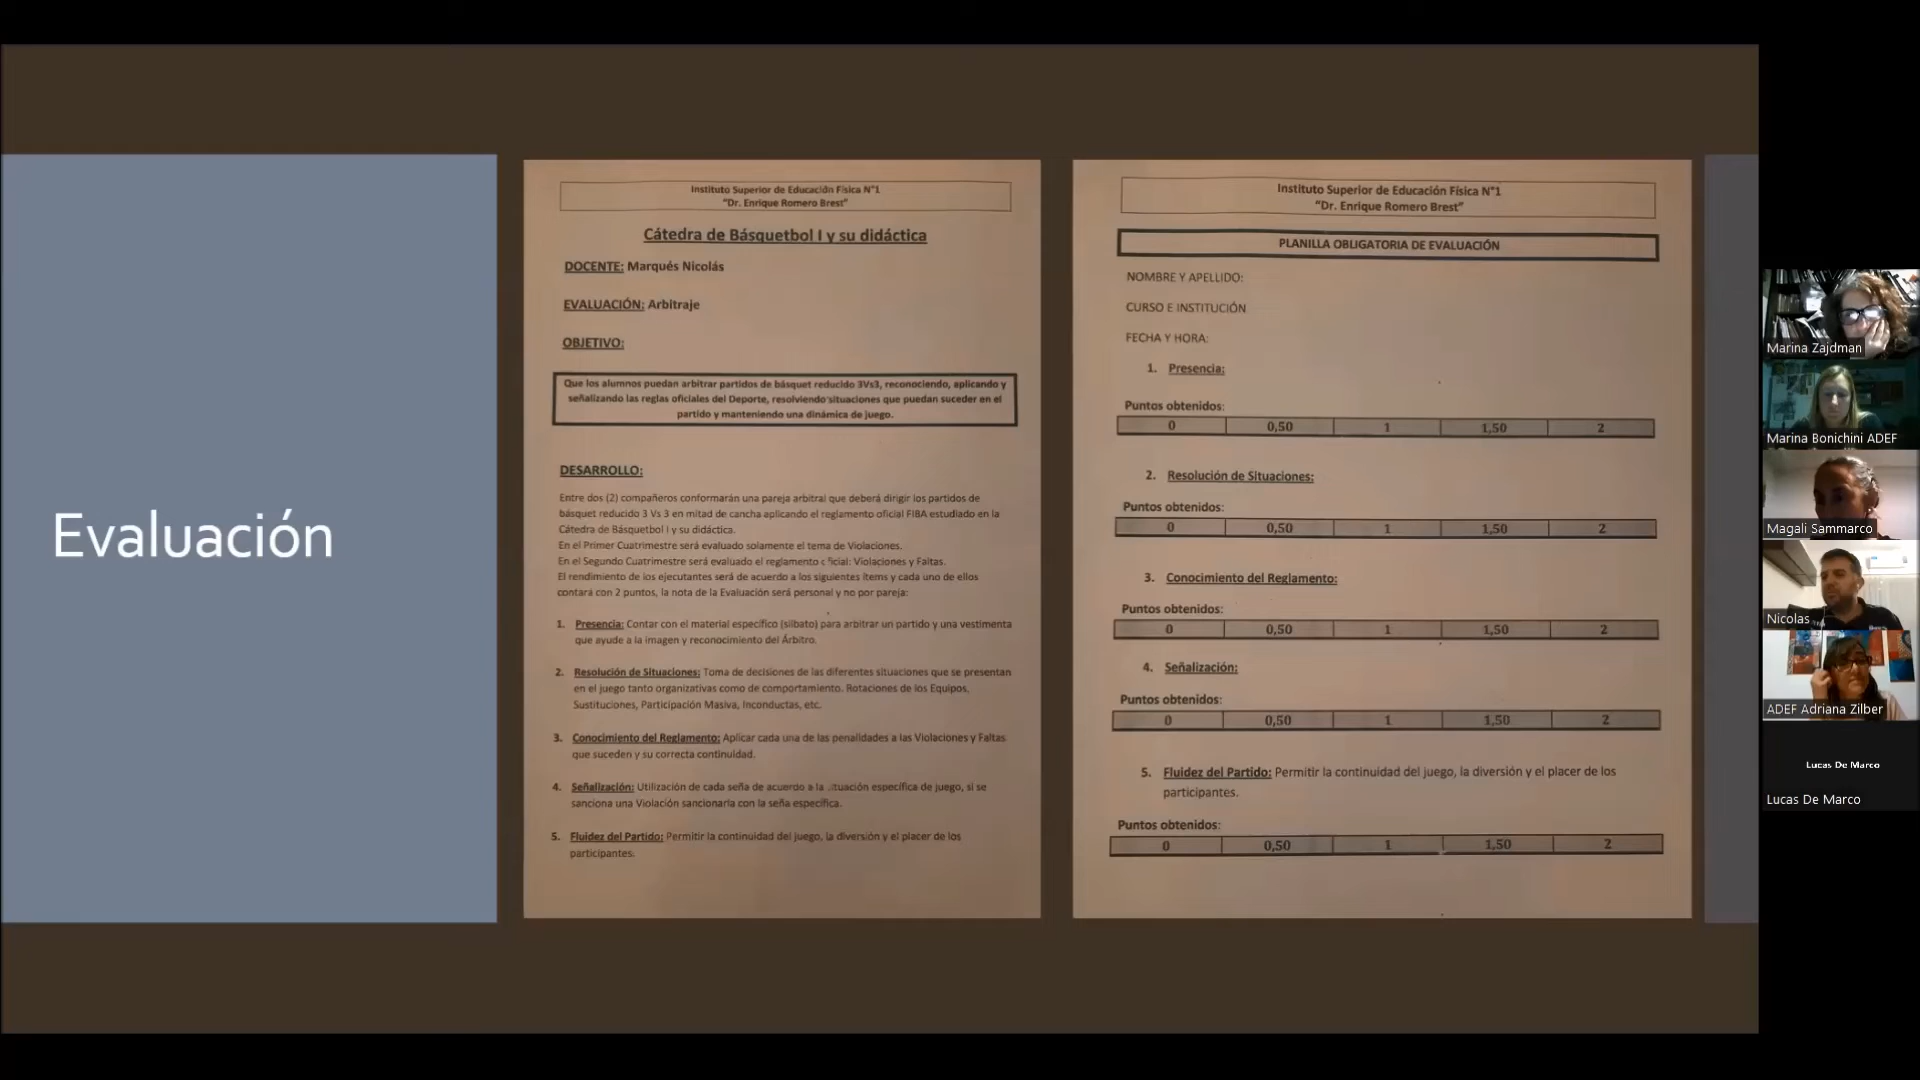 Evaluación
Instituto Superior de Educación Física N°1
"Dr. Enrique Romero Brest"
Cátedra de Básquetbol I y su didáctica
DOCENTE: Marqués Nicolás
EVALUACIÓN: Arbitraje
OBJETIVO:
Que los alumnos puedan arbitrar partidos de básquet reducido 3Vs3, reconociendo, aplicando y
señalizando las reglas oficiales del Deporte, resolviendo situaciones que puedan suceder en el
partido y manteniendo una dinámica de juego.
DESARROLLO:
Entre dos (2) compañeros conformarán una pareja arbitral que deberá dirigir los partidos de
básquet reducido 3 Vs 3 en mitad de cancha aplicando el reglamento oficial FIBA estudiado en la
Cátedra de Básquetbol I y su didáctica.
En el Primer Cuatrimestre será evaluado solamente el tema de Violaciones.
En el Segundo Cuatrimestre será evaluado el reglamento oficial: Violaciones y Faltas.
El rendimiento de los ejecutantes será de acuerdo a los siguientes ítems y cada uno de ellos
contará con 2 puntos, la nota de la Evaluación será personal y no por pareja:
1. Presencia: Contar con el material específico (silbato) para arbitrar un partido y una vestimenta
que ayude a la imagen y reconocimiento del Árbitro.
2. Resolución de Situaciones: Toma de decisiones de las diferentes situaciones que se presentan
en el juego tanto organizativas como de comportamiento. Rotaciones de los Equipos,
Sustituciones, Participación Masiva, Inconductas, etc.
3. Conocimiento del Reglamento: Aplicar cada una de las penalidades a las Violaciones y Faltas
que suceden y su correcta continuidad.
4. Señalización: Utilización de cada seña de acuerdo a la situación específica de juego, si se
sanciona una Violación sancionarla con la seña específica.
5. Fluidez del Partido: Permitir la continuidad del juego, la diversión y el placer de los
participantes.
Instituto Superior de Educación Física N°1
"Dr. Enrique Romero Brest"
PLANILLA OBLIGATORIA DE EVALUACIÓN
NOMBRE Y APELLIDO:
CURSO E INSTITUCIÓN
FECHA Y HORA:
1. Presencia:
Puntos obtenidos:
0 0,50 1 1,50 2
2. Resolución de Situaciones:
Puntos obtenidos:
0 0,50 1 1,50 2
3. Conocimiento del Reglamento:
Puntos obtenidos:
0 0,50 1 1,50 2
4. Señalización:
Puntos obtenidos:
0 0,50 1 1,50 2
5. Fluidez del Partido: Permitir la continuidad del juego, la diversión y el placer de los
participantes.
Puntos obtenidos:
0 0,50 1 1,50 2
Marina Zajdman
Marina Bonichini ADEF
Magali Sammarco
Nicolas
ADEF Adriana Zilber
Lucas De Marco
Lucas De Marco